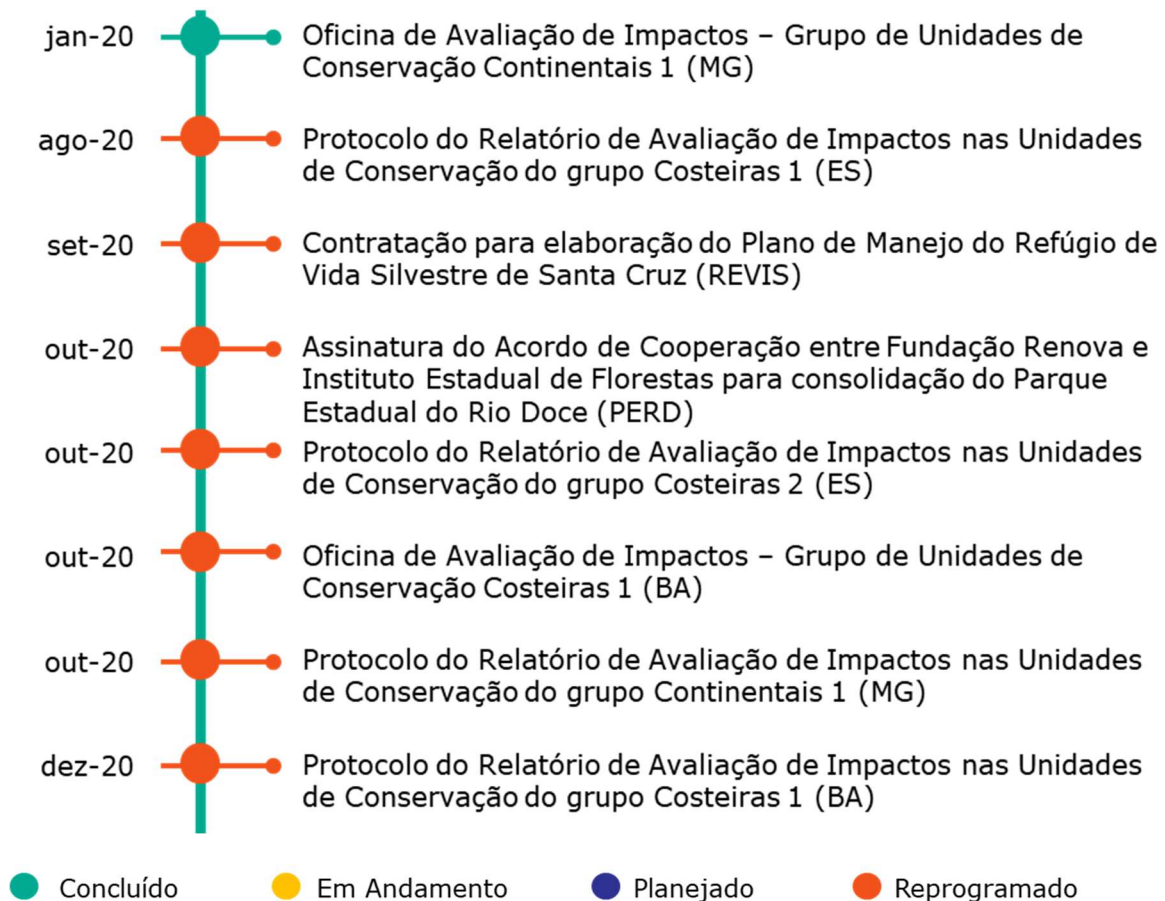 jan-20 Oficina de Avaliação de Impactos – Grupo de Unidades de
Conservação Continentais 1 (MG)
ago-20 Protocolo do Relatório de Avaliação de Impactos nas Unidades
de Conservação do grupo Costeiras 1 (ES)
set-20 Contratação para elaboração do Plano de Manejo do Refúgio de
Vida Silvestre de Santa Cruz (REVIS)
out-20 Assinatura do Acordo de Cooperação entre Fundação Renova e
Instituto Estadual de Florestas para consolidação do Parque
Estadual do Rio Doce (PERD)
out-20 Protocolo do Relatório de Avaliação de Impactos nas Unidades
de Conservação do grupo Costeiras 2 (ES)
out-20 Oficina de Avaliação de Impactos – Grupo de Unidades de
Conservação Costeiras 1 (BA)
out-20 Protocolo do Relatório de Avaliação de Impactos nas Unidades
de Conservação do grupo Continentais 1 (MG)
dez-20 Protocolo do Relatório de Avaliação de Impactos nas Unidades
de Conservação do grupo Costeiras 1 (BA)
Concluído Em Andamento Planejado Reprogramado